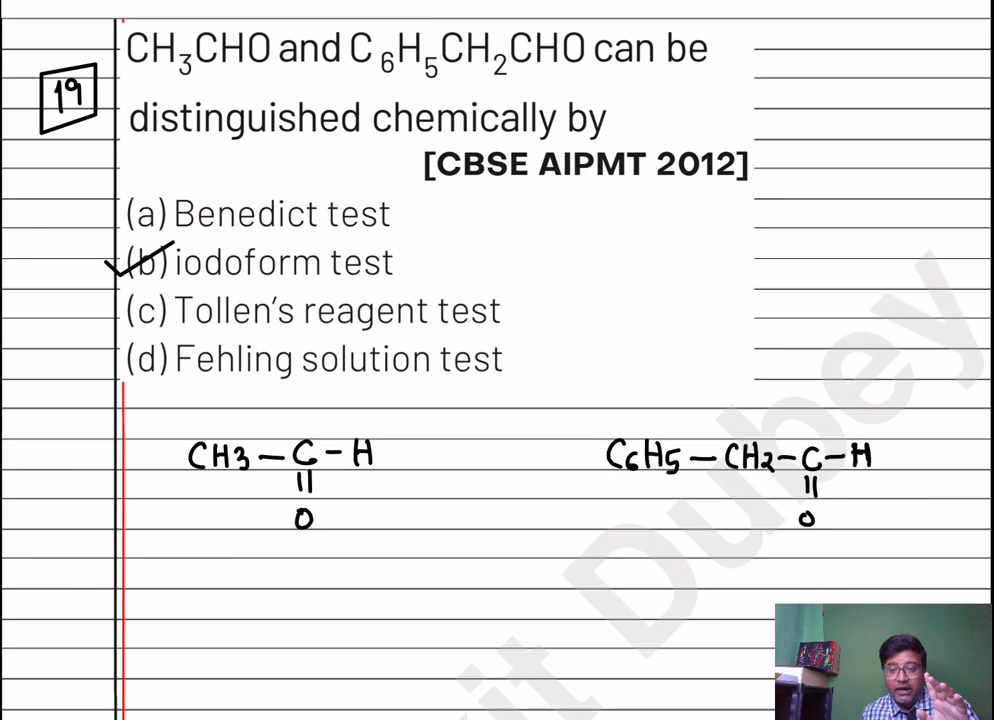 19
CH₃CHO and C₆H₅CH₂CHO can be
distinguished chemically by
[CBSE AIPMT 2012]
(a) Benedict test
(b) iodoform test
(c) Tollen's reagent test
(d) Fehling solution test
CH3 — C — H
||
O
C6H5 — CH2 — C — H
||
O
Dubey